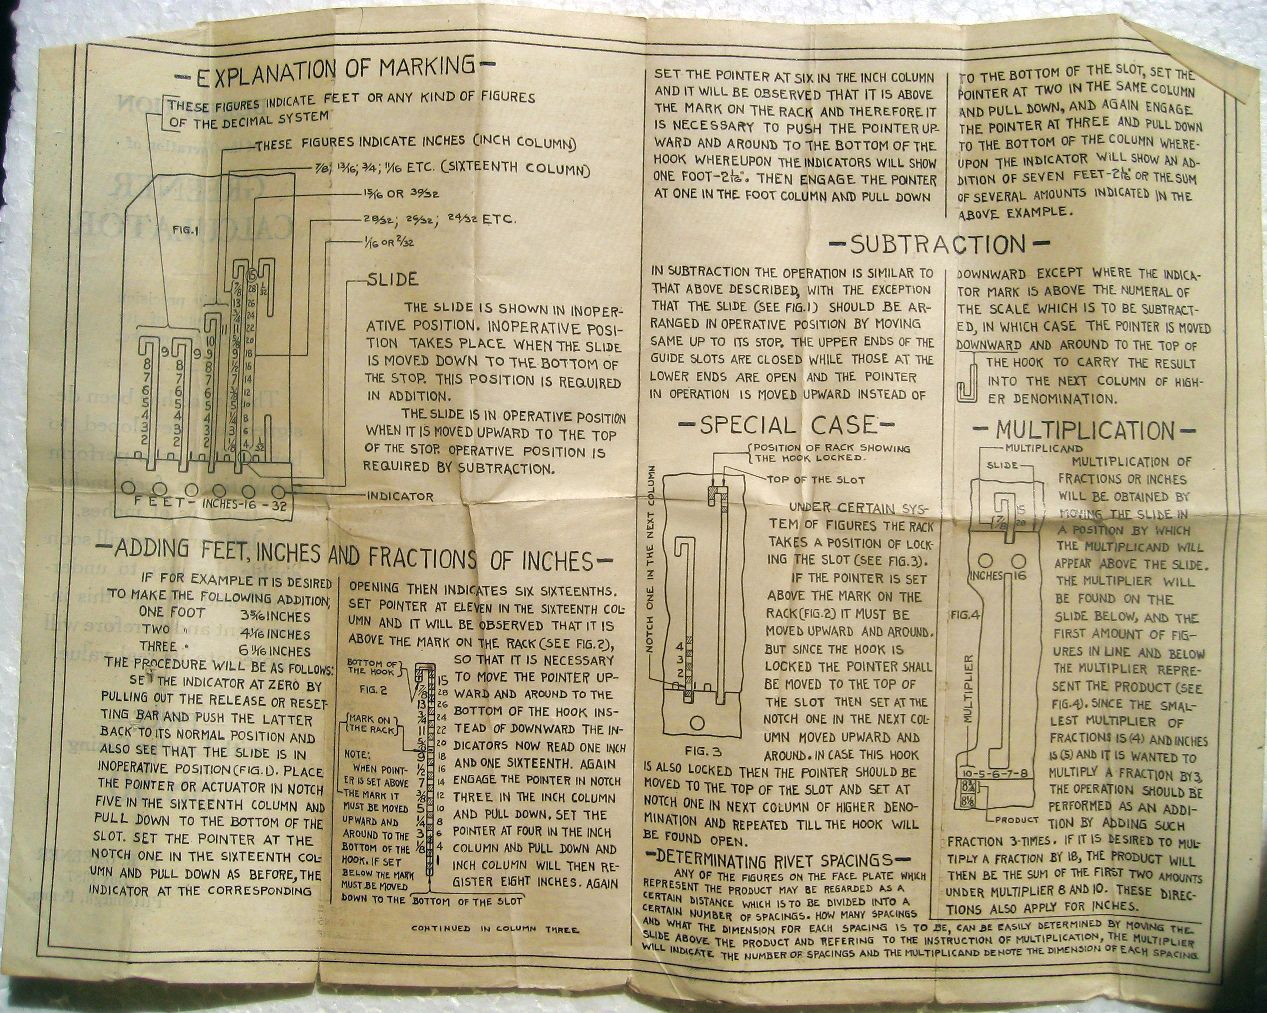 -EXPLANATION OF MARKING-
THESE FIGURES INDICATE FEET OR ANY KIND OF FIGURES
OF THE DECIMAL SYSTEM
THESE FIGURES INDICATE INCHES (INCH COLUMN)
7/8; 13/16; 3/4; 11/16 ETC. (SIXTEENTH COLUMN)
15/16 OR 30/32
28/32; 26/32; 24/32 ETC.
1/16 OR 2/32
FIG.1
SLIDE
THE SLIDE IS SHOWN IN INOPER-
ATIVE POSITION. INOPERATIVE POSI-
TION TAKES PLACE WHEN THE SLIDE
IS MOVED DOWN TO THE BOTTOM OF
THE STOP. THIS POSITION IS REQUIRED
IN ADDITION.
THE SLIDE IS IN OPERATIVE POSITION
WHEN IT IS MOVED UPWARD TO THE TOP
OF THE STOP. OPERATIVE POSITION IS
REQUIRED BY SUBTRACTION.
INDICATOR
FEET - INCHES-16 - 32
-ADDING FEET, INCHES AND FRACTIONS OF INCHES-
IF FOR EXAMPLE IT IS DESIRED
TO MAKE THE FOLLOWING ADDITION;
ONE FOOT 3 5/16 INCHES
TWO " 4 11/16 INCHES
THREE " 6 1/16 INCHES
THE PROCEDURE WILL BE AS FOLLOWS:
SET THE INDICATOR AT ZERO BY
PULLING OUT THE RELEASE OR RESET-
TING BAR AND PUSH THE LATTER
BACK TO ITS NORMAL POSITION AND
ALSO SEE THAT THE SLIDE IS IN
INOPERATIVE POSITION (FIG.1). PLACE
THE POINTER OR ACTUATOR IN NOTCH
FIVE IN THE SIXTEENTH COLUMN AND
PULL DOWN TO THE BOTTOM OF THE
SLOT. SET THE POINTER AT THE
NOTCH ONE IN THE SIXTEENTH COL-
UMN AND PULL DOWN AS BEFORE, THE
INDICATOR AT THE CORRESPONDING
OPENING THEN INDICATES SIX SIXTEENTHS.
SET POINTER AT ELEVEN IN THE SIXTEENTH COL-
UMN AND IT WILL BE OBSERVED THAT IT IS
ABOVE THE MARK ON THE RACK (SEE FIG.2),
SO THAT IT IS NECESSARY
TO MOVE THE POINTER UP-
WARD AND AROUND TO THE
BOTTOM OF THE HOOK INS-
TEAD OF DOWNWARD THE IN-
DICATORS NOW READ ONE INCH
AND ONE SIXTEENTH. AGAIN
ENGAGE THE POINTER IN NOTCH
THREE IN THE INCH COLUMN
AND PULL DOWN, SET THE
POINTER AT FOUR IN THE INCH
COLUMN AND PULL DOWN AND
INCH COLUMN WILL THEN RE-
GISTER EIGHT INCHES. AGAIN
BOTTOM OF
THE HOOK
FIG.2
MARK ON
THE RACK
NOTE:
WHEN POINT-
ER IS SET ABOVE
THE MARK IT
MUST BE MOVED
UPWARD AND
AROUND TO THE
BOTTOM OF THE
HOOK. IF SET
BELOW THE MARK
MUST BE MOVED
DOWN TO THE BOTTOM OF THE SLOT
CONTINUED IN COLUMN THREE
SET THE POINTER AT SIX IN THE INCH COLUMN
AND IT WILL BE OBSERVED THAT IT IS ABOVE
THE MARK ON THE RACK AND THEREFORE IT
IS NECESSARY TO PUSH THE POINTER UP-
WARD AND AROUND TO THE BOTTOM OF THE
HOOK WHEREUPON THE INDICATORS WILL SHOW
ONE FOOT-2 1/16". THEN ENGAGE THE POINTER
AT ONE IN THE FOOT COLUMN AND PULL DOWN
TO THE BOTTOM OF THE SLOT, SET THE
POINTER AT TWO IN THE SAME COLUMN
AND PULL DOWN, AND AGAIN ENGAGE
THE POINTER AT THREE AND PULL DOWN
TO THE BOTTOM OF THE COLUMN WHERE-
UPON THE INDICATOR WILL SHOW AN AD-
DITION OF SEVEN FEET-2 1/16" OR THE SUM
OF SEVERAL AMOUNTS INDICATED IN THE
ABOVE EXAMPLE.
-SUBTRACTION-
IN SUBTRACTION THE OPERATION IS SIMILAR TO
THAT ABOVE DESCRIBED, WITH THE EXCEPTION
THAT THE SLIDE (SEE FIG.1) SHOULD BE AR-
RANGED IN OPERATIVE POSITION BY MOVING
SAME UP TO ITS STOP. THE UPPER ENDS OF THE
GUIDE SLOTS ARE CLOSED WHILE THOSE AT THE
LOWER ENDS ARE OPEN AND THE POINTER
IN OPERATION IS MOVED UPWARD INSTEAD OF
DOWNWARD EXCEPT WHERE THE INDICA-
TOR MARK IS ABOVE THE NUMERAL OF
THE SCALE WHICH IS TO BE SUBTRACT-
ED, IN WHICH CASE THE POINTER IS MOVED
DOWNWARD AND AROUND TO THE TOP OF
THE HOOK TO CARRY THE RESULT
INTO THE NEXT COLUMN OF HIGH-
ER DENOMINATION.
-SPECIAL CASE-
POSITION OF RACK SHOWING
THE HOOK LOCKED.
TOP OF THE SLOT
NOTCH ONE IN THE NEXT COLUMN
FIG. 3
UNDER CERTAIN SYS-
TEM OF FIGURES THE RACK
TAKES A POSITION OF LOCK-
ING THE SLOT (SEE FIG.3).
IF THE POINTER IS SET
ABOVE THE MARK ON THE
RACK (FIG.2) IT MUST BE
MOVED UPWARD AND AROUND.
BUT SINCE THE HOOK IS
LOCKED THE POINTER SHALL
BE MOVED TO THE TOP OF
THE SLOT THEN SET AT THE
NOTCH ONE IN THE NEXT COL-
UMN MOVED UPWARD AND
AROUND. IN CASE THIS HOOK
IS ALSO LOCKED THEN THE POINTER SHOULD BE
MOVED TO THE TOP OF THE SLOT AND SET AT
NOTCH ONE IN NEXT COLUMN OF HIGHER DENO-
MINATION AND REPEATED TILL THE HOOK WILL
BE FOUND OPEN.
-MULTIPLICATION-
MULTIPLICAND
SLIDE
INCHES 16
FIG.4
MULTIPLIER
10-5-6-7-8
PRODUCT
MULTIPLICATION OF
FRACTIONS OR INCHES
WILL BE OBTAINED BY
MOVING THE SLIDE IN
A POSITION BY WHICH
THE MULTIPLICAND WILL
APPEAR ABOVE THE SLIDE.
THE MULTIPLIER WILL
BE FOUND ON THE
SLIDE BELOW, AND THE
FIRST AMOUNT OF FIG-
URES IN LINE AND BELOW
THE MULTIPLIER REPRE-
SENT THE PRODUCT (SEE
FIG.4). SINCE THE SMAL-
LEST MULTIPLIER OF
FRACTIONS IS (4) AND INCHES
IS (5) AND IT IS WANTED TO
MULTIPLY A FRACTION BY 3
THE OPERATION SHOULD BE
PERFORMED AS AN ADDI-
TION BY ADDING SUCH
FRACTION 3-TIMES. IF IT IS DESIRED TO MUL-
TIPLY A FRACTION BY 18, THE PRODUCT WILL
THEN BE THE SUM OF THE FIRST TWO AMOUNTS
UNDER MULTIPLIER 8 AND 10. THESE DIREC-
TIONS ALSO APPLY FOR INCHES.
-DETERMINATING RIVET SPACINGS-
ANY OF THE FIGURES ON THE FACE PLATE WHICH
REPRESENT THE PRODUCT MAY BE REGARDED AS A
CERTAIN DISTANCE WHICH IS TO BE DIVIDED INTO A
CERTAIN NUMBER OF SPACINGS. HOW MANY SPACINGS
AND WHAT THE DIMENSION FOR EACH SPACING IS TO BE, CAN BE EASILY DETERMINED BY MOVING THE
SLIDE ABOVE THE PRODUCT AND REFERING TO THE INSTRUCTION OF MULTIPLICATION, THE MULTIPLIER
WILL INDICATE THE NUMBER OF SPACINGS AND THE MULTIPLICAND DENOTE THE DIMENSION OF EACH SPACING.